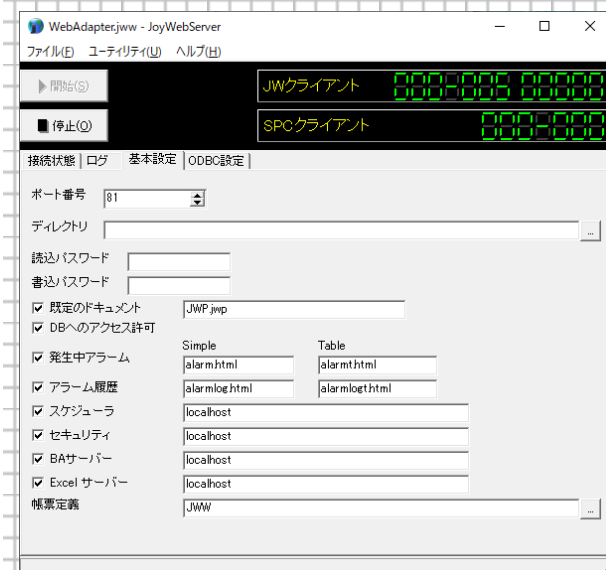 WebAdapter.jww - JoyWebServer
ファイル(F) ユーティリティ(U) ヘルプ(H)
開始(S)
JWクライアント 000-005 00000
停止(O)
SPCクライアント 000-000
接続状態 ログ 基本設定 ODBC設定
ポート番号 81
ディレクトリ ...
読込パスワード
書込パスワード
既定のドキュメント JWP.jwp
DBへのアクセス許可
Simple Table
発生中アラーム alarm.html alarmt.html
アラーム履歴 alarmlog.html alarmlogt.html
スケジューラ localhost
セキュリティ localhost
BAサーバー localhost
Excel サーバー localhost
帳票定義 JWW ...